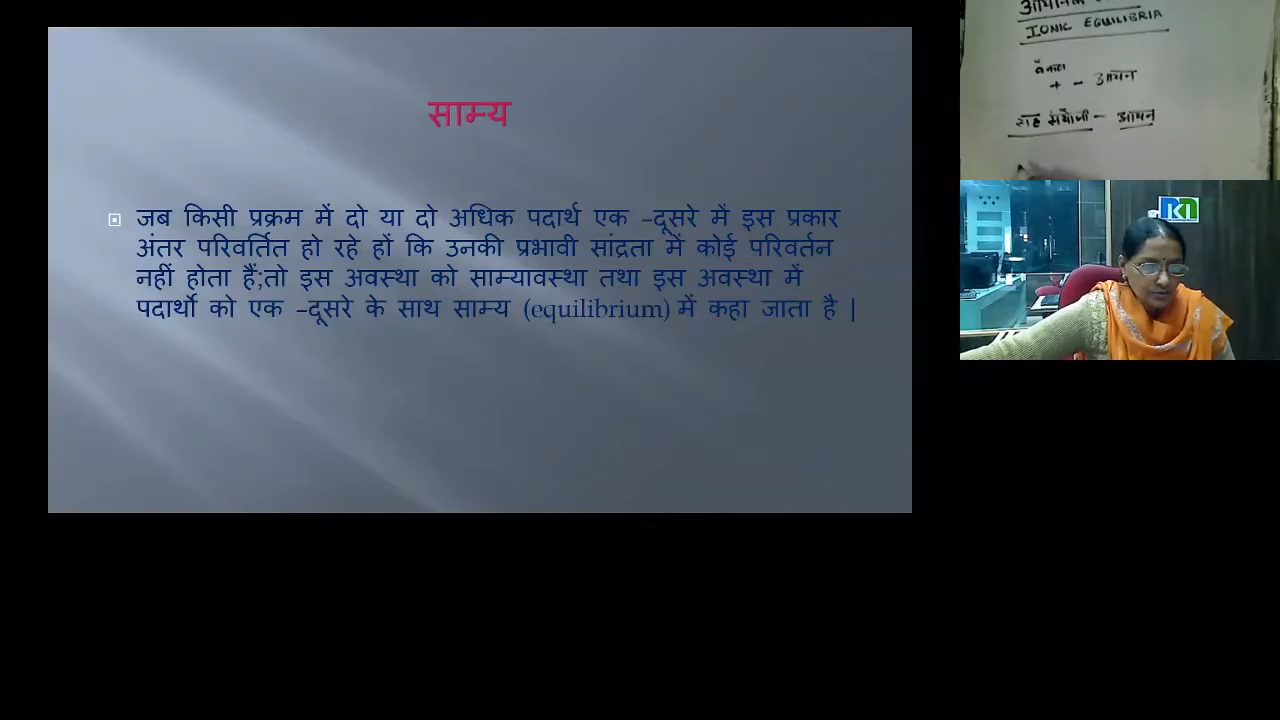 साम्य
जब किसी प्रक्रम में दो या दो अधिक पदार्थ एक –दूसरे में इस प्रकार
अंतर परिवर्तित हो रहे हों कि उनकी प्रभावी सांद्रता में कोई परिवर्तन
नहीं होता हैं;तो इस अवस्था को साम्यावस्था तथा इस अवस्था में
पदार्थो को एक –दूसरे के साथ साम्य (equilibrium) में कहा जाता है |
IONIC EQUILIBRIA
+ - आयन
सह संयोजी - आयन